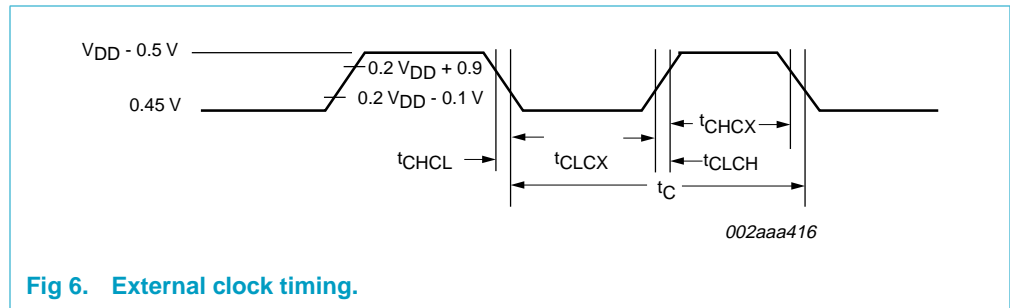 VDD - 0.5 V
0.2 VDD + 0.9
0.2 VDD - 0.1 V
0.45 V
tCHCX
tCHCL
tCLCX
tCLCH
tC
002aaa416
Fig 6. External clock timing.